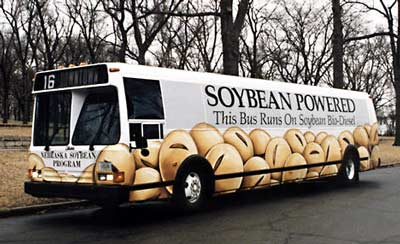 16
SOYBEAN POWERED
This Bus Runs On Soybean Bio-Diesel
NEBRASKA SOYBEAN
PROGRAM